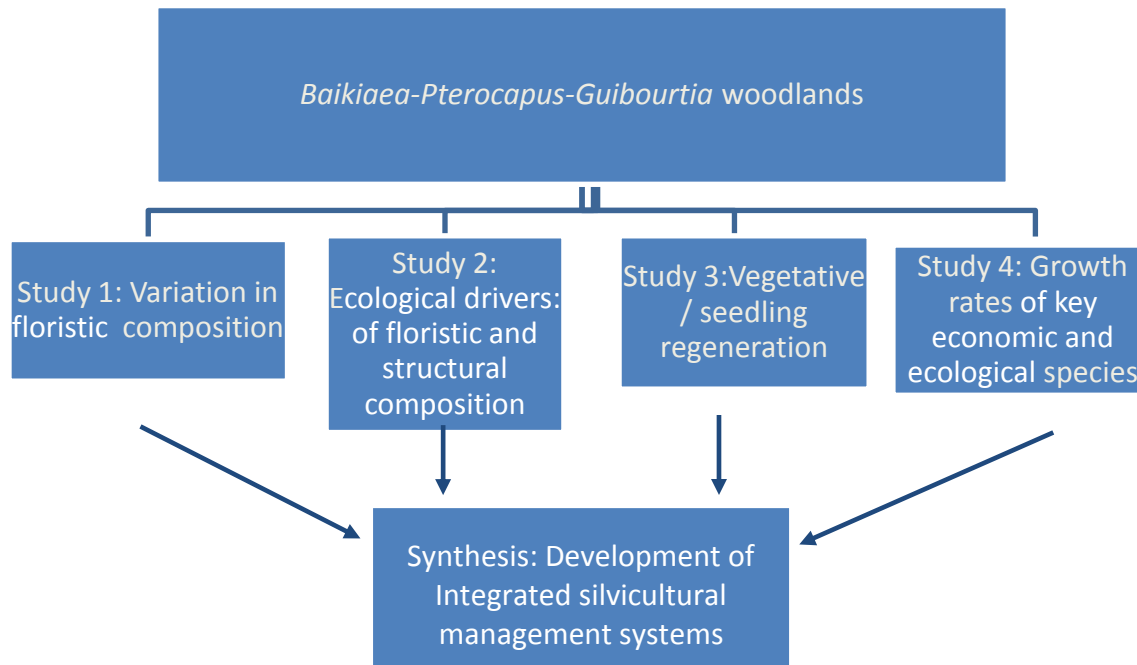 Baikiaea-Pterocapus-Guibourtia woodlands
Study 1: Variation in
floristic composition
Study 2:
Ecological drivers:
of floristic and
structural
composition
Study 3:Vegetative
/ seedling
regeneration
Study 4: Growth
rates of key
economic and
ecological species
Synthesis: Development of
Integrated silvicultural
management systems